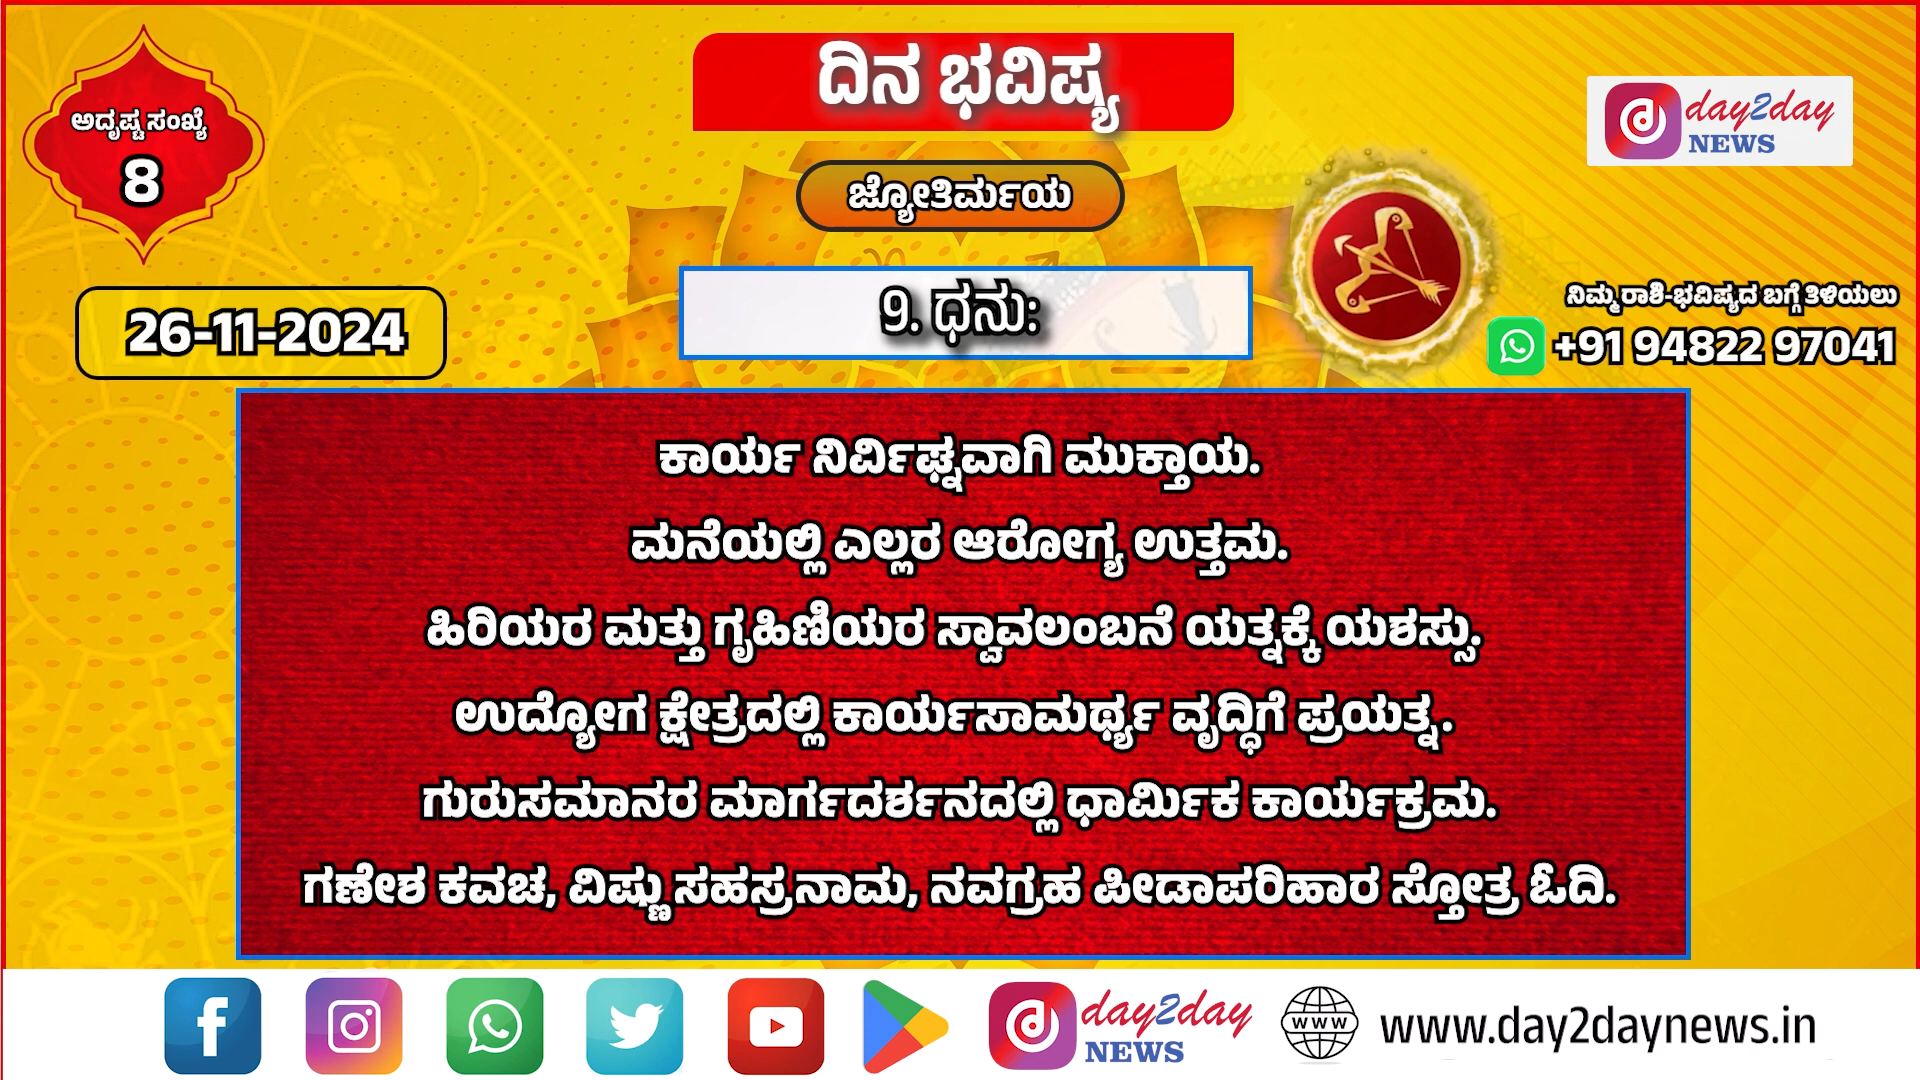 ದಿನ ಭವಿಷ್ಯ
ಅದೃಷ್ಟ ಸಂಖ್ಯೆ
8
day2day
NEWS
ಜ್ಯೋತಿರ್ಮಯ
26-11-2024
9. ಧನು:
ನಿಮ್ಮ ರಾಶಿ-ಭವಿಷ್ಯದ ಬಗ್ಗೆ ತಿಳಿಯಲು
+91 94822 97041
ಕಾರ್ಯ ನಿರ್ವಿಘ್ನವಾಗಿ ಮುಕ್ತಾಯ.
ಮನೆಯಲ್ಲಿ ಎಲ್ಲರ ಆರೋಗ್ಯ ಉತ್ತಮ.
ಹಿರಿಯರ ಮತ್ತು ಗೃಹಿಣಿಯರ ಸ್ವಾವಲಂಬನೆ ಯತ್ನಕ್ಕೆ ಯಶಸ್ಸು.
ಉದ್ಯೋಗ ಕ್ಷೇತ್ರದಲ್ಲಿ ಕಾರ್ಯಸಾಮರ್ಥ್ಯ ವೃದ್ಧಿಗೆ ಪ್ರಯತ್ನ.
ಗುರುಸಮಾನರ ಮಾರ್ಗದರ್ಶನದಲ್ಲಿ ಧಾರ್ಮಿಕ ಕಾರ್ಯಕ್ರಮ.
ಗಣೇಶ ಕವಚ, ವಿಷ್ಣು ಸಹಸ್ರನಾಮ, ನವಗ್ರಹ ಪೀಡಾಪರಿಹಾರ ಸ್ತೋತ್ರ ಓದಿ.
day2day
NEWS
www
www.day2daynews.in